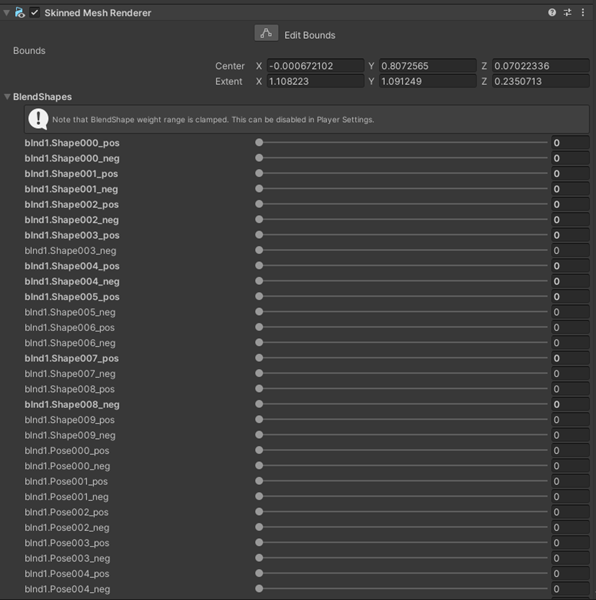 Skinned Mesh Renderer
Edit Bounds
Bounds
Center X -0.000672102 Y 0.8072565 Z 0.07022336
Extent X 1.108223 Y 1.091249 Z 0.2350713
BlendShapes
Note that BlendShape weight range is clamped. This can be disabled in Player Settings.
blnd1.Shape000_pos 0
blnd1.Shape000_neg 0
blnd1.Shape001_pos 0
blnd1.Shape001_neg 0
blnd1.Shape002_pos 0
blnd1.Shape002_neg 0
blnd1.Shape003_pos 0
blnd1.Shape003_neg 0
blnd1.Shape004_pos 0
blnd1.Shape004_neg 0
blnd1.Shape005_pos 0
blnd1.Shape005_neg 0
blnd1.Shape006_pos 0
blnd1.Shape006_neg 0
blnd1.Shape007_pos 0
blnd1.Shape007_neg 0
blnd1.Shape008_pos 0
blnd1.Shape008_neg 0
blnd1.Shape009_pos 0
blnd1.Shape009_neg 0
blnd1.Pose000_pos 0
blnd1.Pose000_neg 0
blnd1.Pose001_pos 0
blnd1.Pose001_neg 0
blnd1.Pose002_pos 0
blnd1.Pose002_neg 0
blnd1.Pose003_pos 0
blnd1.Pose003_neg 0
blnd1.Pose004_pos 0
blnd1.Pose004_neg 0